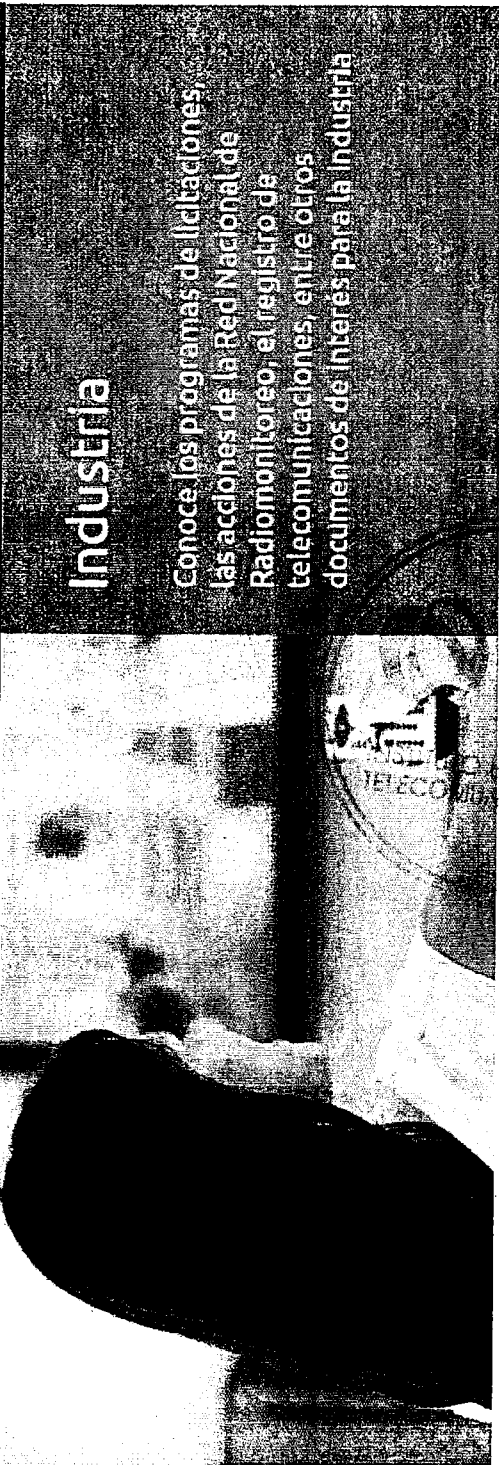 Industria
Conoce los programas de licitaciones,
las acciones de la Red Nacional de
Radiomonitoreo, el registro de
telecomunicaciones, entre otros
documentos de interés para la Industria
ift